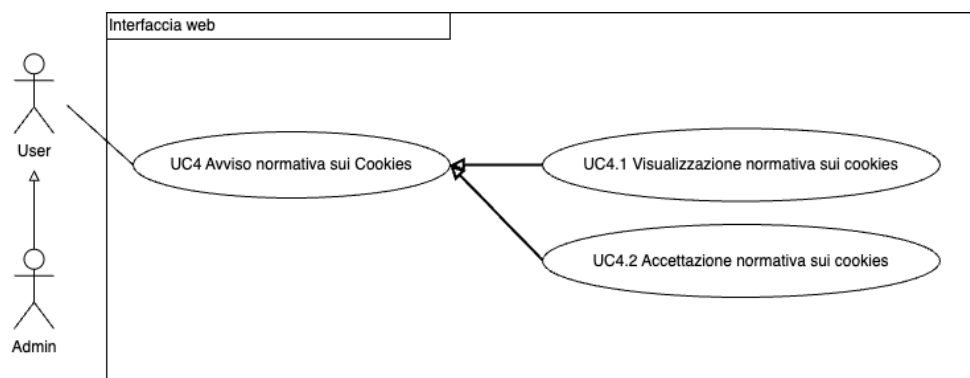 Interfaccia web
User
UC4 Avviso normativa sui Cookies
UC4.1 Visualizzazione normativa sui cookies
UC4.2 Accettazione normativa sui cookies
Admin